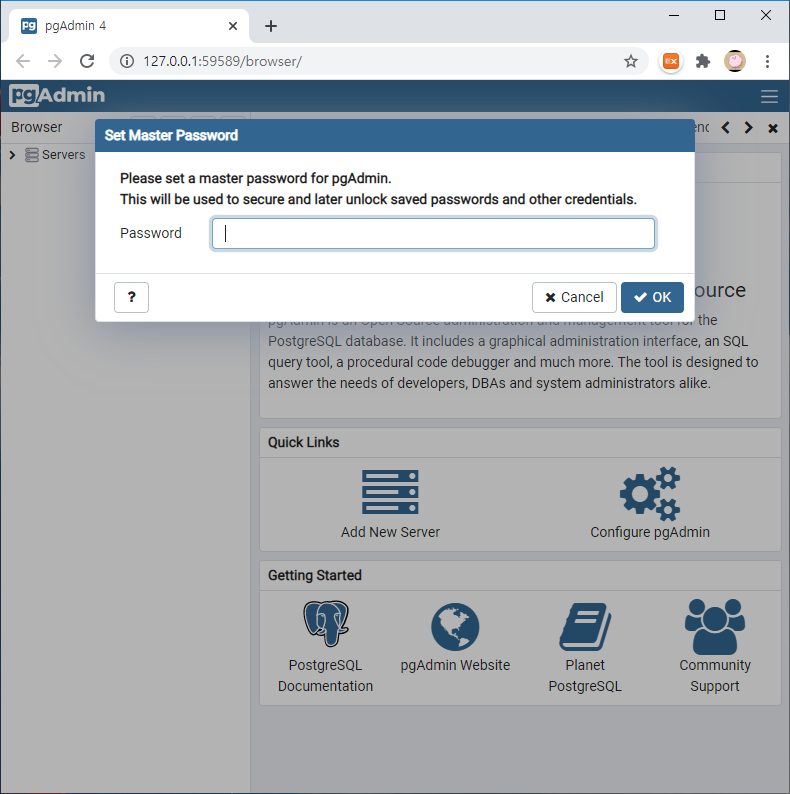 pgAdmin 4
127.0.0.1:59589/browser/
pgAdmin
Browser
Servers
Set Master Password
Please set a master password for pgAdmin.
This will be used to secure and later unlock saved passwords and other credentials.
Password
?
Cancel
OK
pgAdmin is an Open Source administration and management tool for the
PostgreSQL database. It includes a graphical administration interface, an SQL
query tool, a procedural code debugger and much more. The tool is designed to
answer the needs of developers, DBAs and system administrators alike.
Quick Links
Add New Server
Configure pgAdmin
Getting Started
PostgreSQL
Documentation
pgAdmin Website
Planet
PostgreSQL
Community
Support